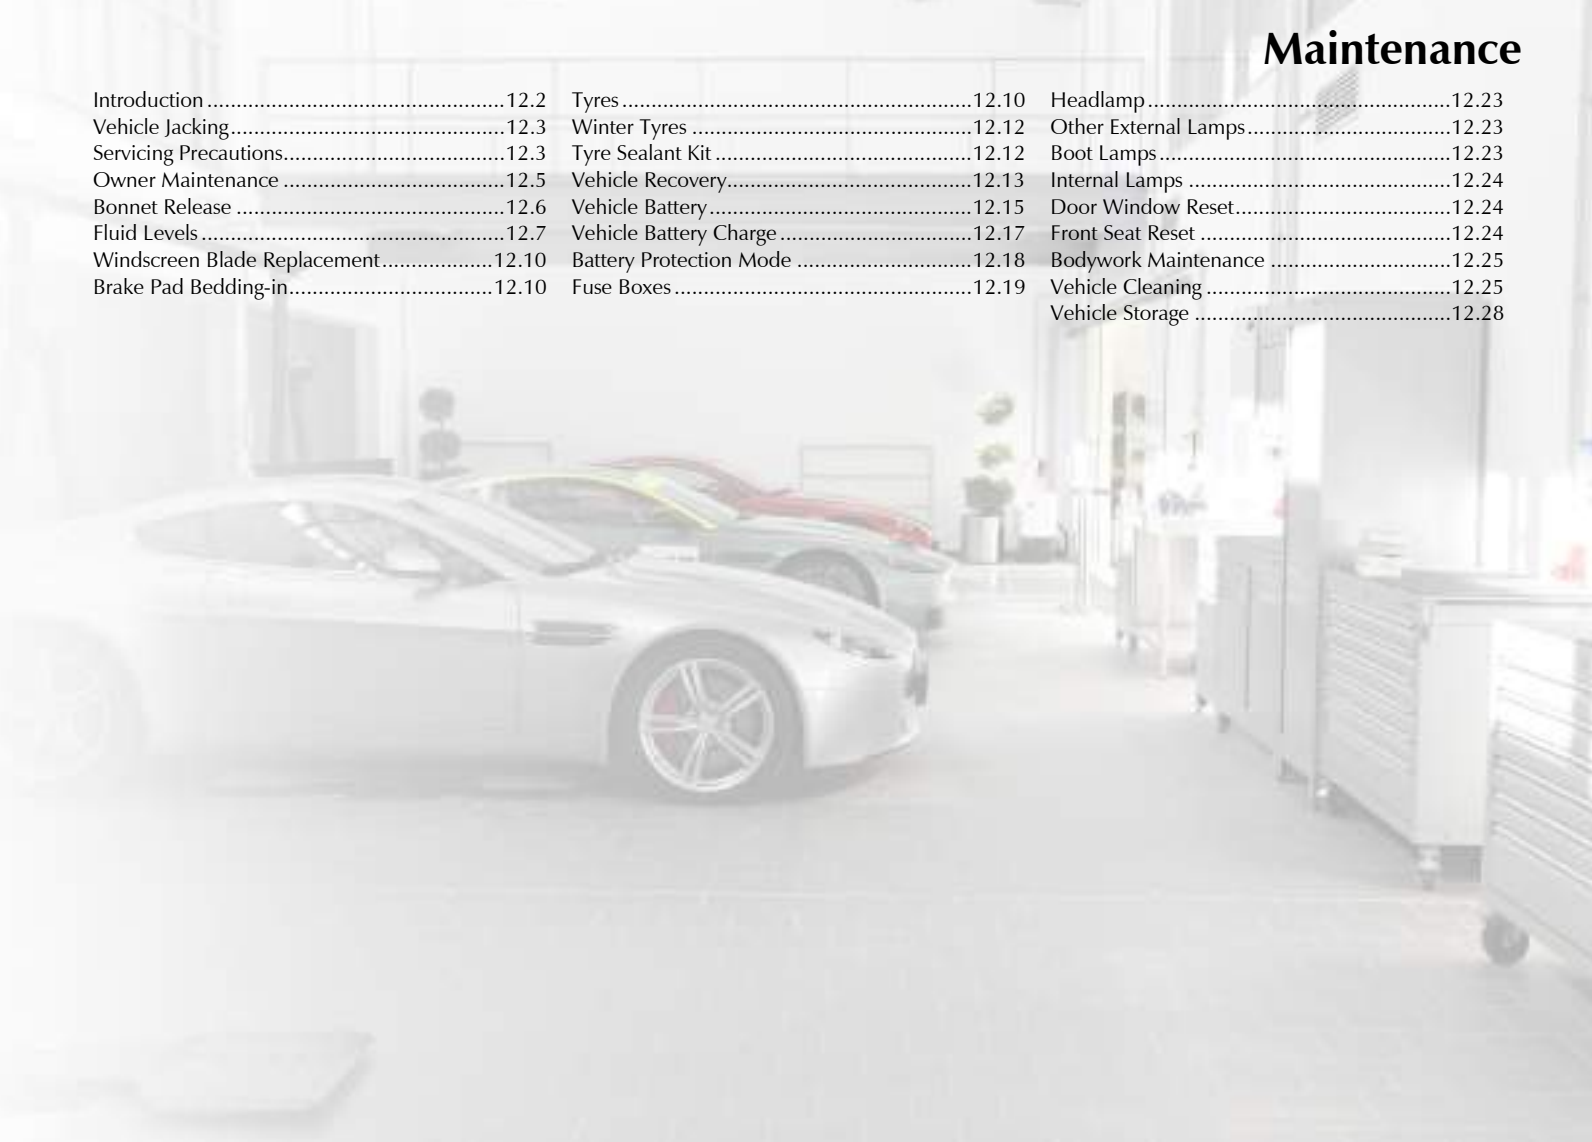 Maintenance
Introduction ..................................................12.2
Vehicle Jacking..............................................12.3
Servicing Precautions.....................................12.3
Owner Maintenance .....................................12.5
Bonnet Release .............................................12.6
Fluid Levels ...................................................12.7
Windscreen Blade Replacement...................12.10
Brake Pad Bedding-in...................................12.10
Tyres ...........................................................12.10
Winter Tyres ...............................................12.12
Tyre Sealant Kit ...........................................12.12
Vehicle Recovery.........................................12.13
Vehicle Battery............................................12.15
Vehicle Battery Charge ................................12.17
Battery Protection Mode .............................12.18
Fuse Boxes ..................................................12.19
Headlamp ...................................................12.23
Other External Lamps..................................12.23
Boot Lamps.................................................12.23
Internal Lamps ............................................12.24
Door Window Reset....................................12.24
Front Seat Reset ..........................................12.24
Bodywork Maintenance ..............................12.25
Vehicle Cleaning .........................................12.25
Vehicle Storage ...........................................12.28